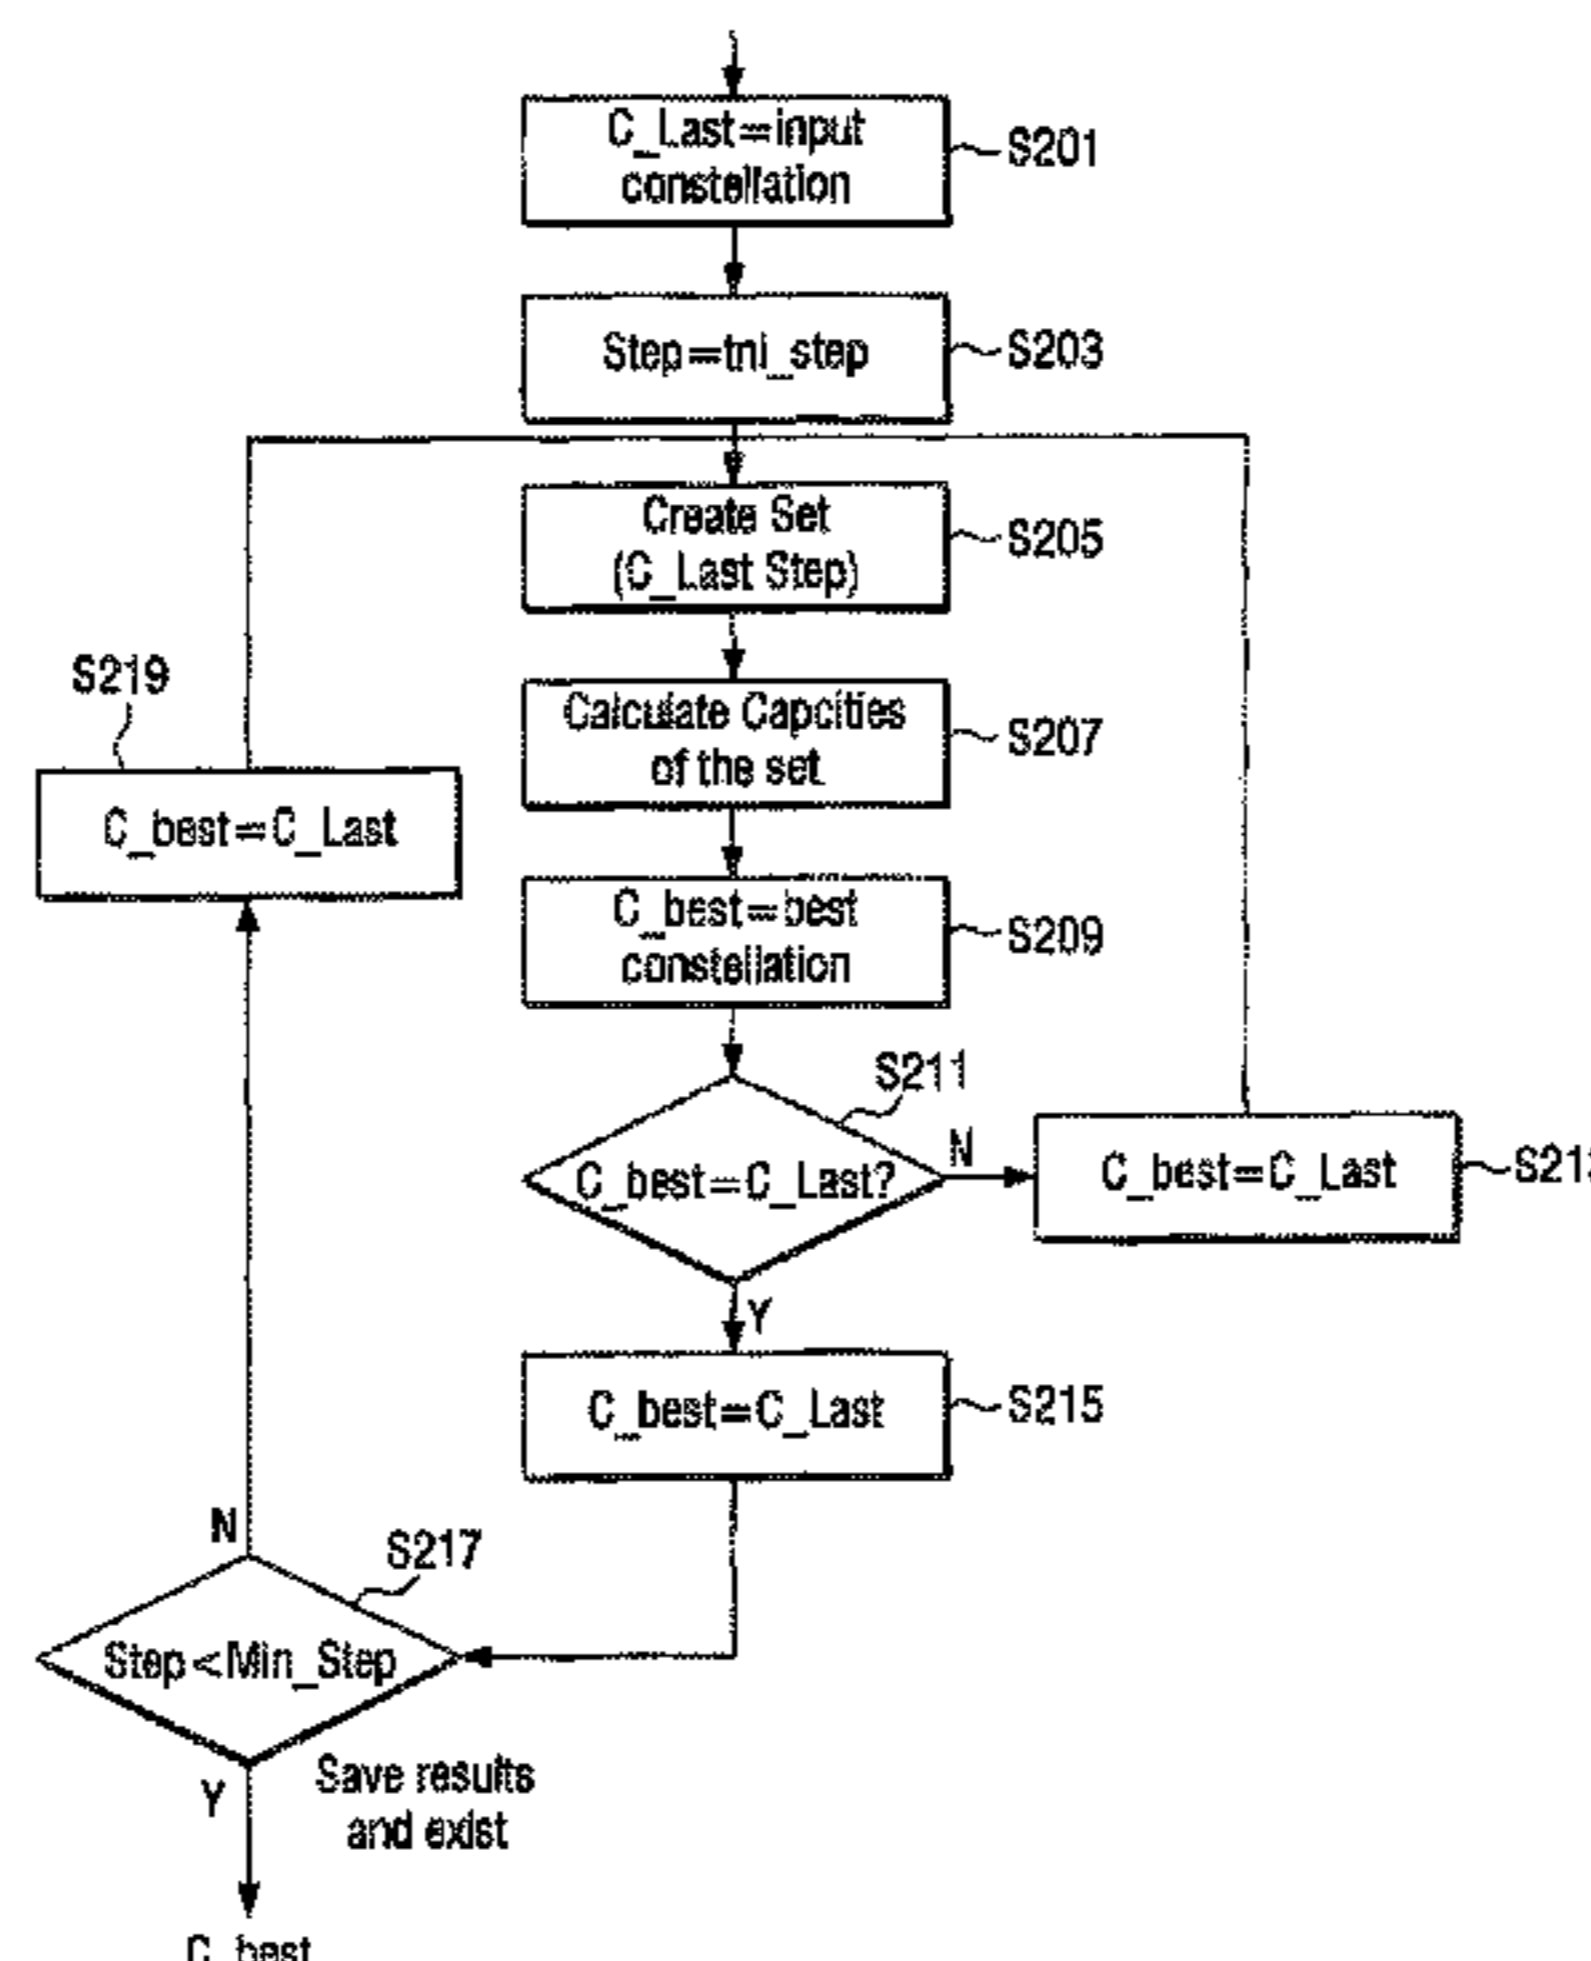 C_Last=input
constellation
S201
Step=tni_step
S203
Create Set
(C_Last Step)
S205
Calculate Capcities
of the set
S207
S219
C_best=C_Last
C_best=best
constellation
S209
S211
C_best=C_Last?
N
C_best=C_Last
Y
C_best=C_Last
S215
N
S217
Step<Min_Step
Y
Save results
and exist
C_best